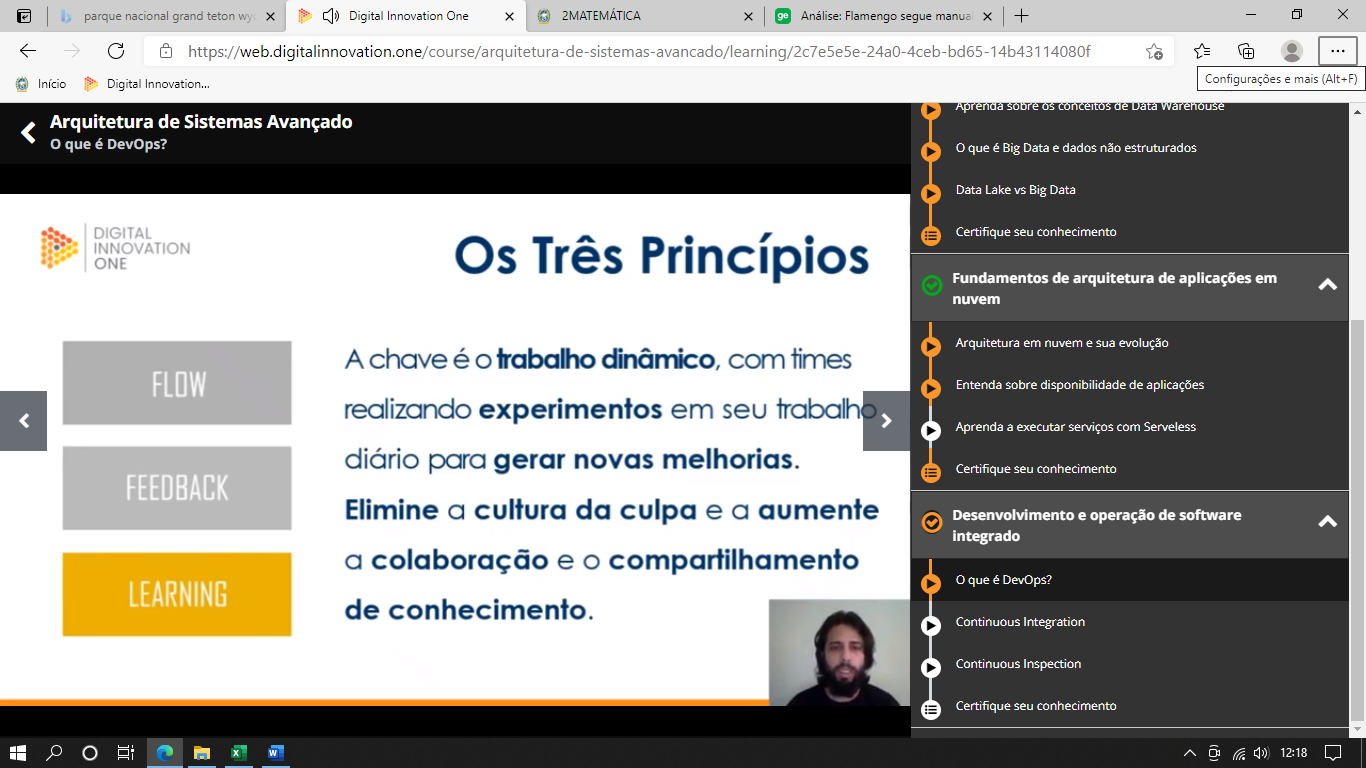 parque nacional grand teton wy
Digital Innovation One
2MATEMÁTICA
ge
Análise: Flamengo segue manual
https://web.digitalinnovation.one/course/arquitetura-de-sistemas-avancado/learning/2c7e5e5e-24a0-4ceb-bd65-14b43114080f
Configurações e mais (Alt+F)
Início
Digital Innovation...
Arquitetura de Sistemas Avançado
O que é DevOps?
DIGITAL
INNOVATION
ONE
Os Três Princípios
FLOW
FEEDBACK
LEARNING
A chave é o trabalho dinâmico, com times
realizando experimentos em seu trabalho
diário para gerar novas melhorias.
Elimine a cultura da culpa e a aumente
a colaboração e o compartilhamento
de conhecimento.
Aprenda sobre os conceitos de Data Warehouse
O que é Big Data e dados não estruturados
Data Lake vs Big Data
Certifique seu conhecimento
Fundamentos de arquitetura de aplicações em
nuvem
Arquitetura em nuvem e sua evolução
Entenda sobre disponibilidade de aplicações
Aprenda a executar serviços com Serveless
Certifique seu conhecimento
Desenvolvimento e operação de software
integrado
O que é DevOps?
Continuous Integration
Continuous Inspection
Certifique seu conhecimento
12:18